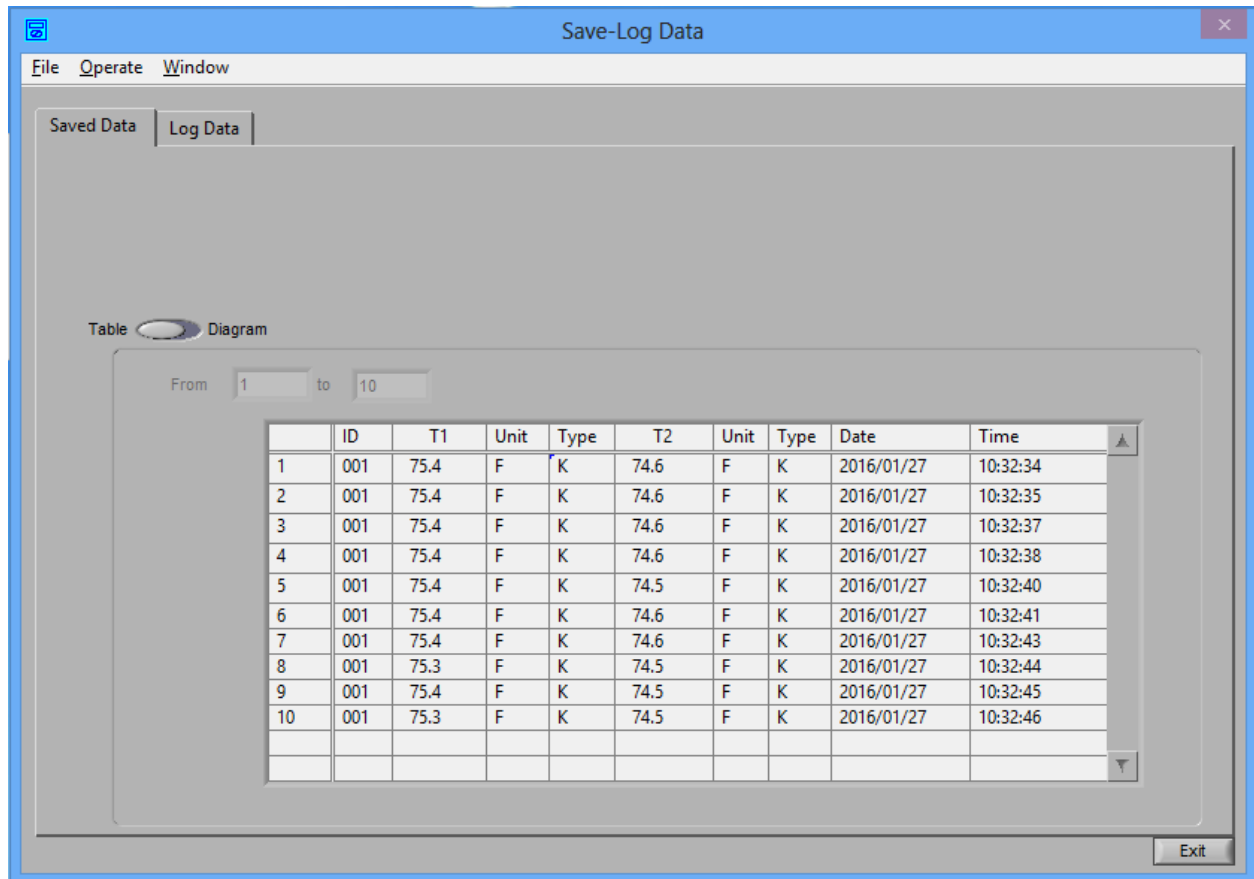 Save-Log Data
File Operate Window
Saved Data Log Data
Table Diagram
From 1 to 10
ID T1 Unit Type T2 Unit Type Date Time
1 001 75.4 F K 74.6 F K 2016/01/27 10:32:34
2 001 75.4 F K 74.6 F K 2016/01/27 10:32:35
3 001 75.4 F K 74.6 F K 2016/01/27 10:32:37
4 001 75.4 F K 74.6 F K 2016/01/27 10:32:38
5 001 75.4 F K 74.5 F K 2016/01/27 10:32:40
6 001 75.4 F K 74.6 F K 2016/01/27 10:32:41
7 001 75.4 F K 74.6 F K 2016/01/27 10:32:43
8 001 75.3 F K 74.5 F K 2016/01/27 10:32:44
9 001 75.4 F K 74.5 F K 2016/01/27 10:32:45
10 001 75.3 F K 74.5 F K 2016/01/27 10:32:46
Exit